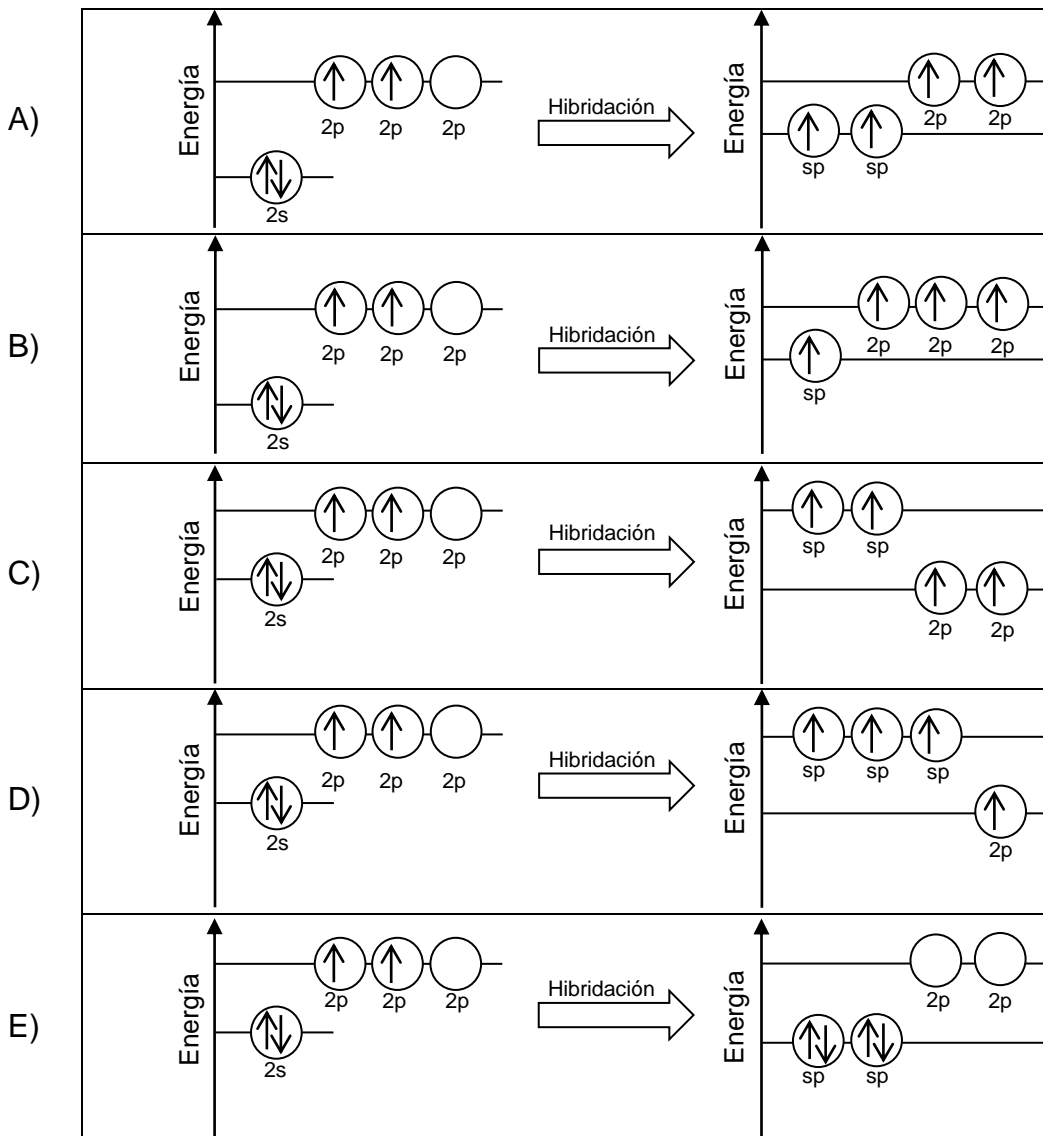 A)
Energía
2p 2p 2p
2s
Hibridación
Energía
2p 2p
sp sp
B)
Energía
2p 2p 2p
2s
Hibridación
Energía
2p 2p 2p
sp
C)
Energía
2p 2p 2p
2s
Hibridación
Energía
sp sp
2p 2p
D)
Energía
2p 2p 2p
2s
Hibridación
Energía
sp sp sp
2p
E)
Energía
2p 2p 2p
2s
Hibridación
Energía
2p 2p
sp sp